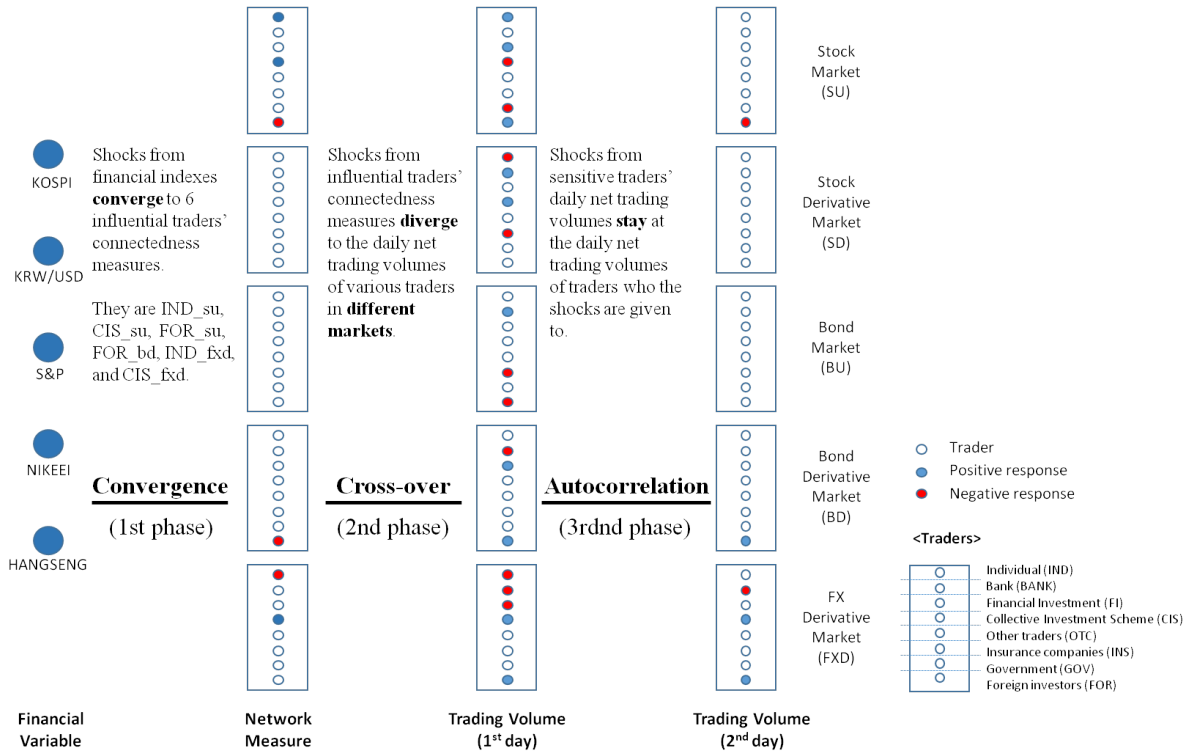 KOSPI
KRW/USD
S&P
NIKEEI
HANGSENG
Financial
Variable
Shocks from
financial indexes
converge to 6
influential traders'
connectedness
measures.
They are IND_su,
CIS_su, FOR_su,
FOR_bd, IND_fxd,
and CIS_fxd.
Convergence
(1st phase)
Network
Measure
Shocks from
influential traders'
connectedness
measures diverge
to the daily net
trading volumes
of various traders
in different
markets.
Cross-over
(2nd phase)
Trading Volume
(1st day)
Shocks from
sensitive traders'
daily net trading
volumes stay at
the daily net
trading volumes
of traders who the
shocks are given
to.
Autocorrelation
(3rdnd phase)
Trading Volume
(2nd day)
Stock
Market
(SU)
Stock
Derivative
Market
(SD)
Bond
Market
(BU)
Bond
Derivative
Market
(BD)
FX
Derivative
Market
(FXD)
Trader
Positive response
Negative response
<Traders>
Individual (IND)
Bank (BANK)
Financial Investment (FI)
Collective Investment Scheme (CIS)
Other traders (OTC)
Insurance companies (INS)
Government (GOV)
Foreign investors (FOR)